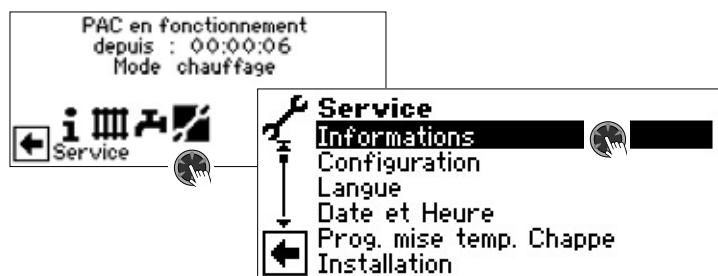 PAC en fonctionnement
depuis : 00:00:06
Mode chauffage
Service
Service
Informations
Configuration
Langue
Date et Heure
Prog. mise temp. Chappe
Installation